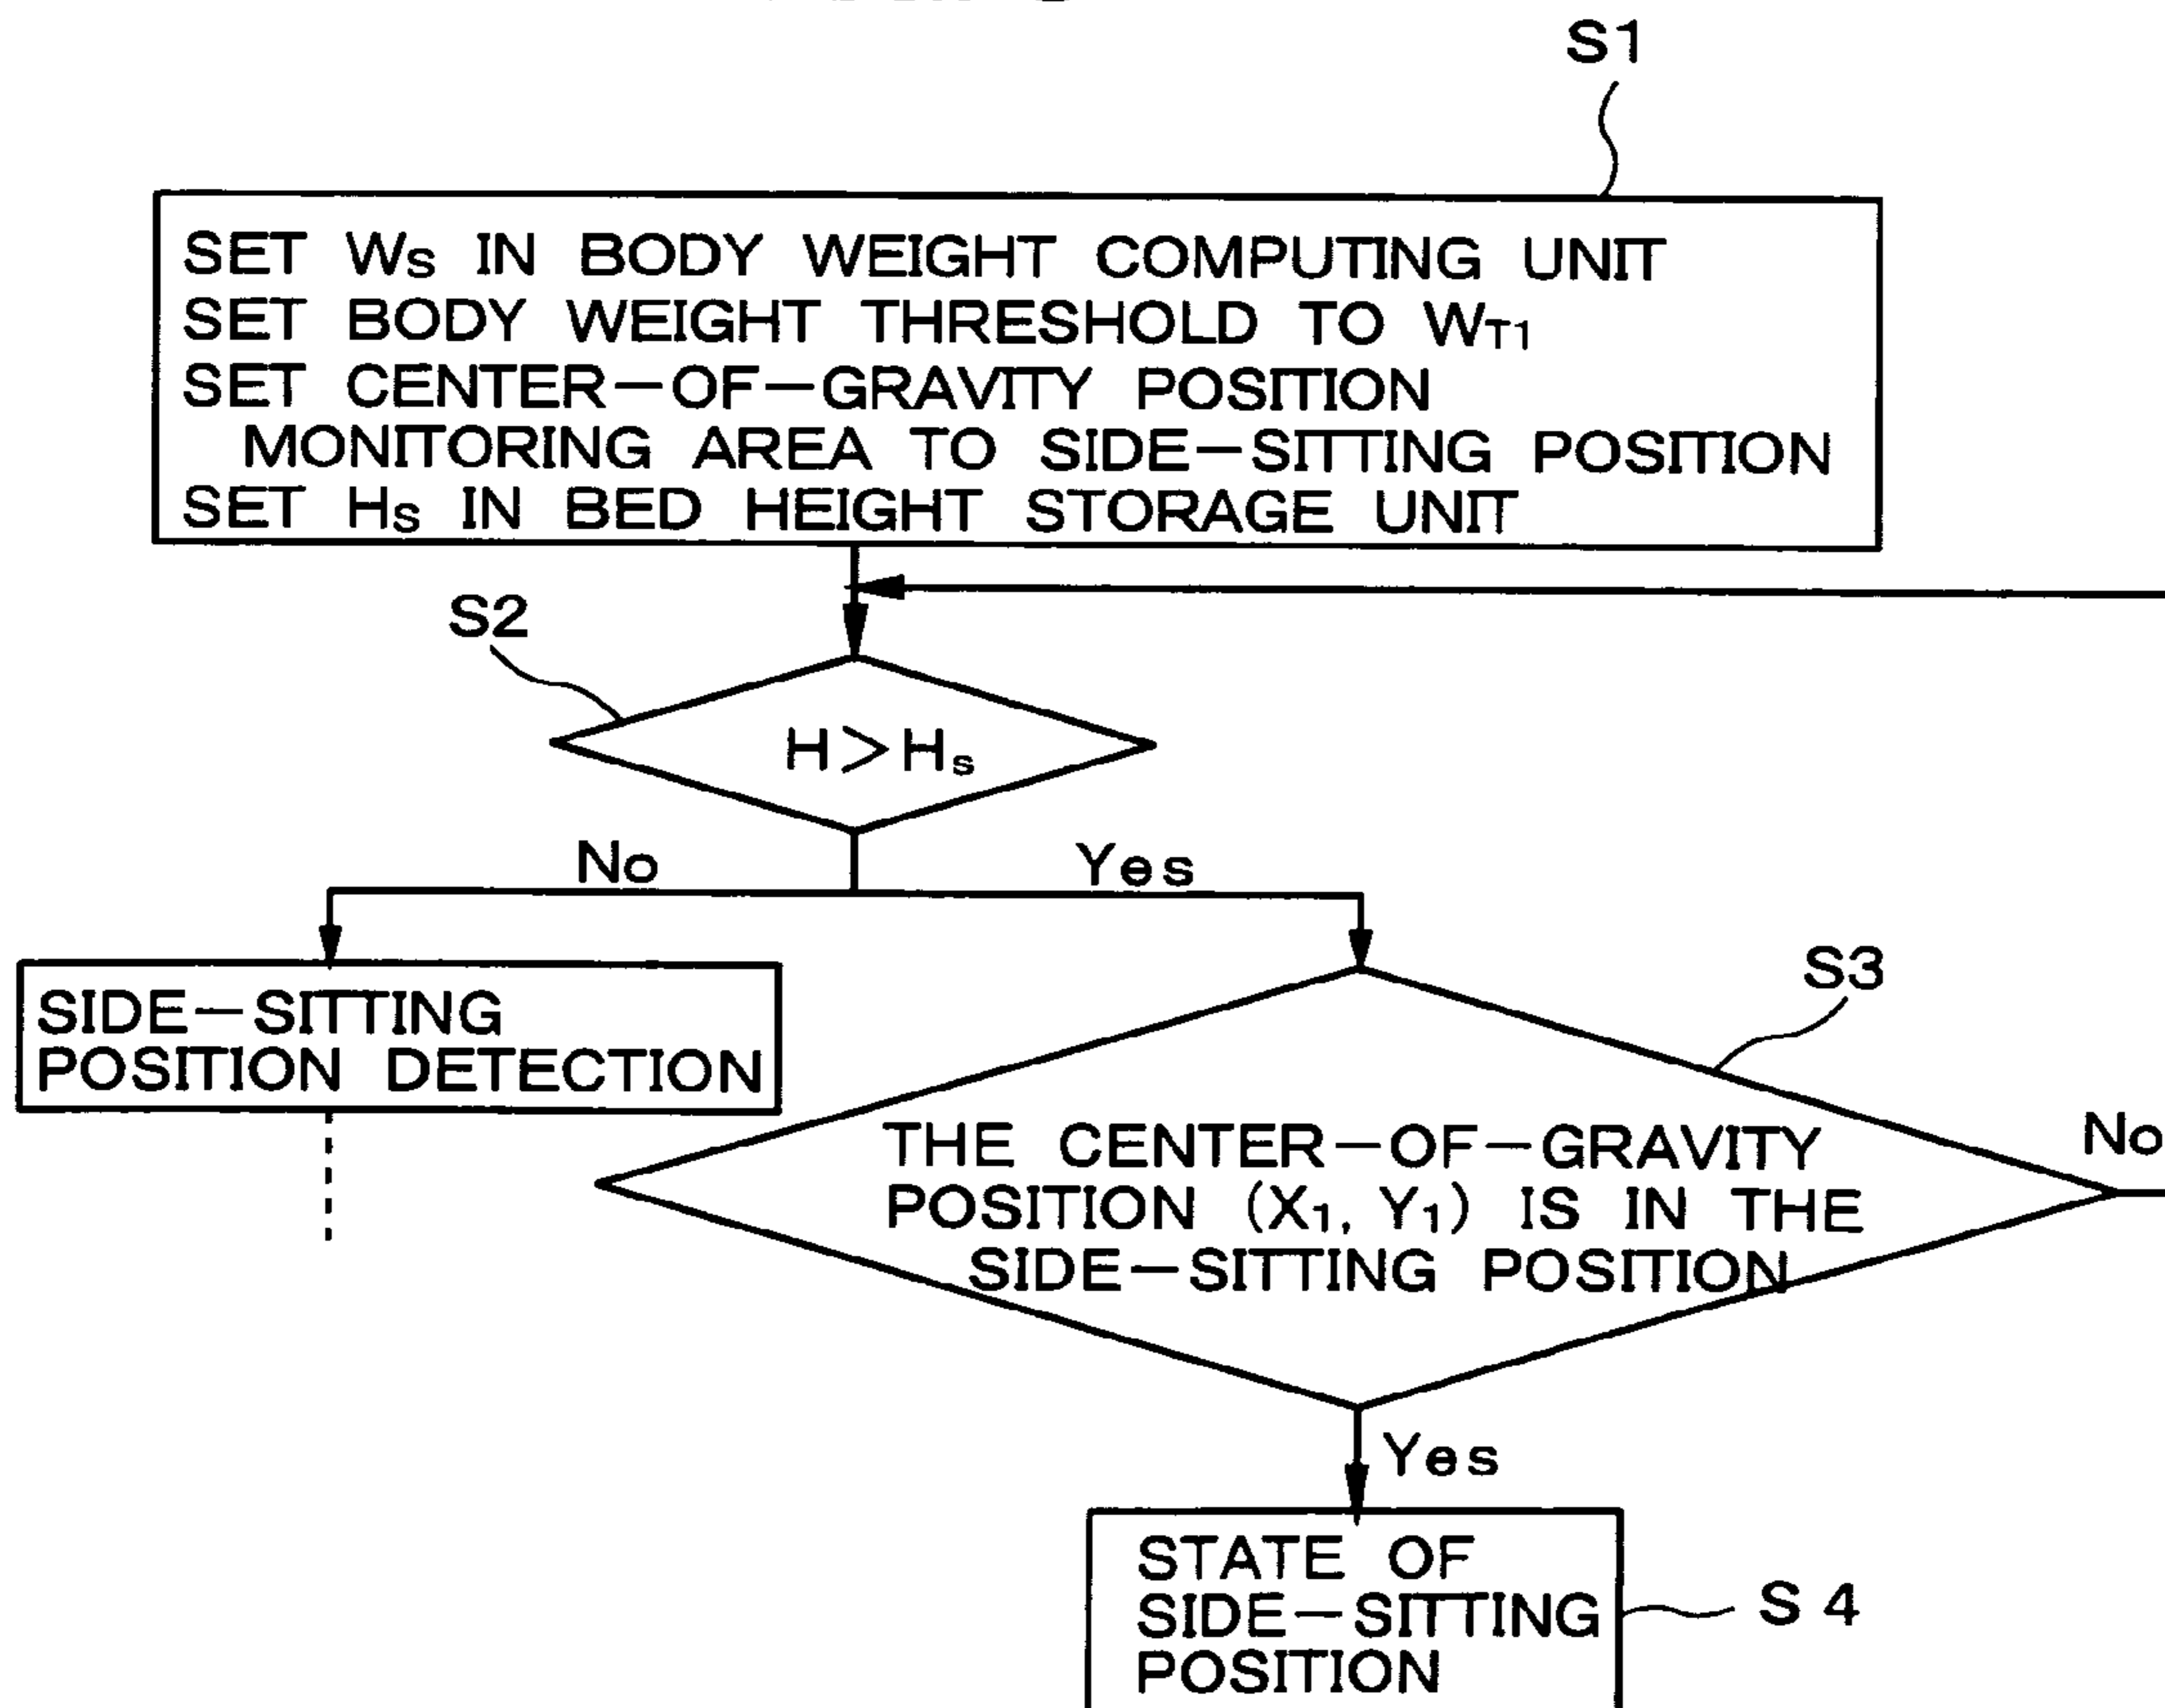 S1
SET Ws IN BODY WEIGHT COMPUTING UNIT
SET BODY WEIGHT THRESHOLD TO WT1
SET CENTER-OF-GRAVITY POSITION
MONITORING AREA TO SIDE-SITTING POSITION
SET Hs IN BED HEIGHT STORAGE UNIT
S2
H>Hs
No
Yes
SIDE-SITTING
POSITION DETECTION
S3
THE CENTER-OF-GRAVITY
POSITION (X1, Y1) IS IN THE
SIDE-SITTING POSITION
No
Yes
STATE OF
SIDE-SITTING
POSITION
S4